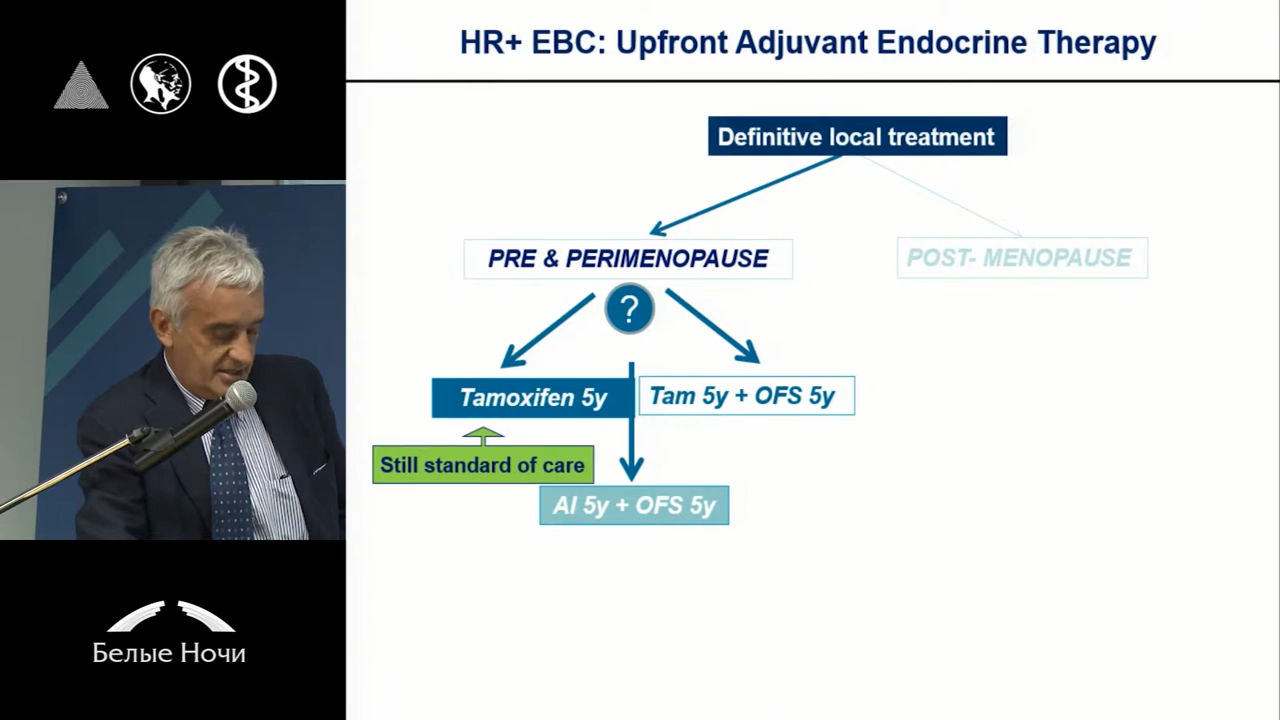 HR+ EBC: Upfront Adjuvant Endocrine Therapy
Definitive local treatment
PRE & PERIMENOPAUSE
POST- MENOPAUSE
?
Tamoxifen 5y
Tam 5y + OFS 5y
Still standard of care
AI 5y + OFS 5y
Белые Ночи